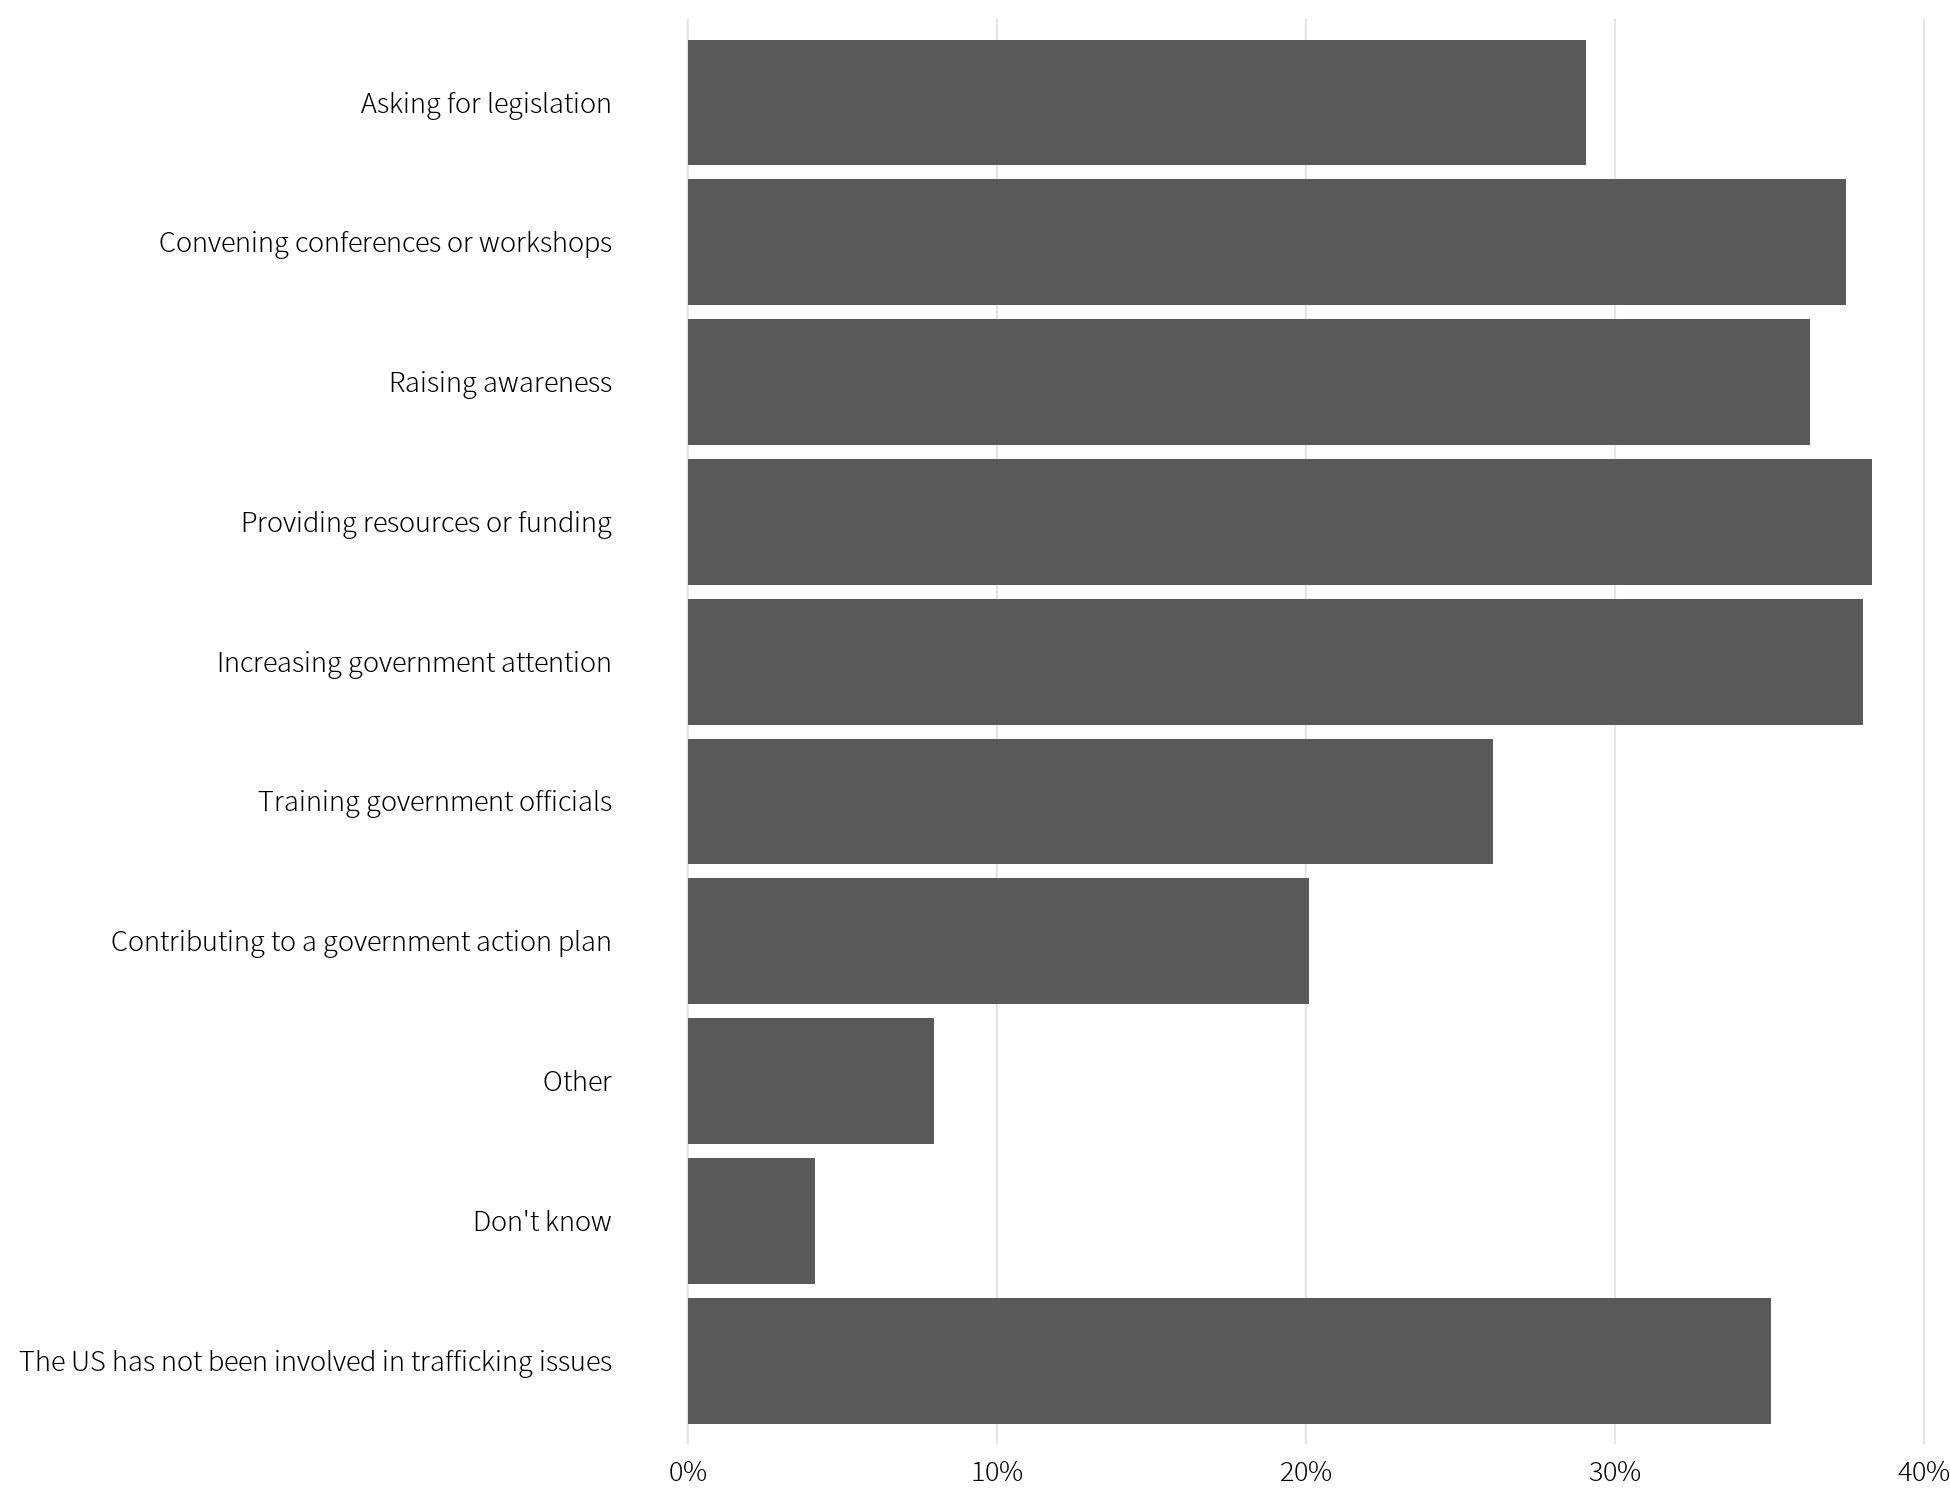 Asking for legislation
Convening conferences or workshops
Raising awareness
Providing resources or funding
Increasing government attention
Training government officials
Contributing to a government action plan
Other
Don't know
The US has not been involved in trafficking issues
0% 10% 20% 30% 40%